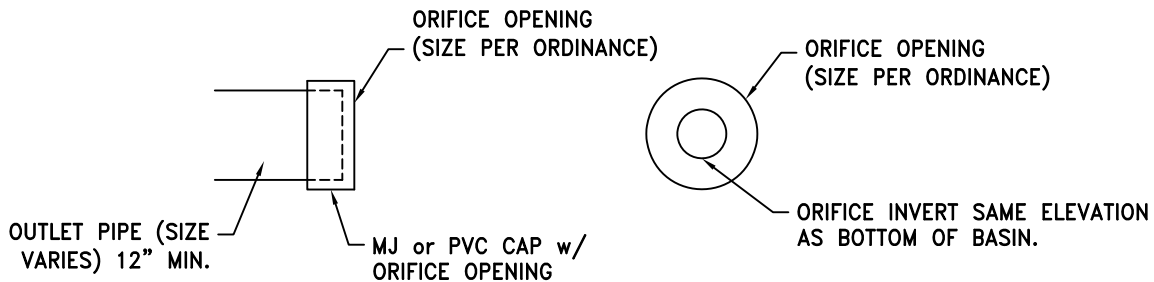 ORIFICE OPENING
(SIZE PER ORDINANCE)
ORIFICE OPENING
(SIZE PER ORDINANCE)
OUTLET PIPE (SIZE
VARIES) 12” MIN.
MJ or PVC CAP w/
ORIFICE OPENING
ORIFICE INVERT SAME ELEVATION
AS BOTTOM OF BASIN.